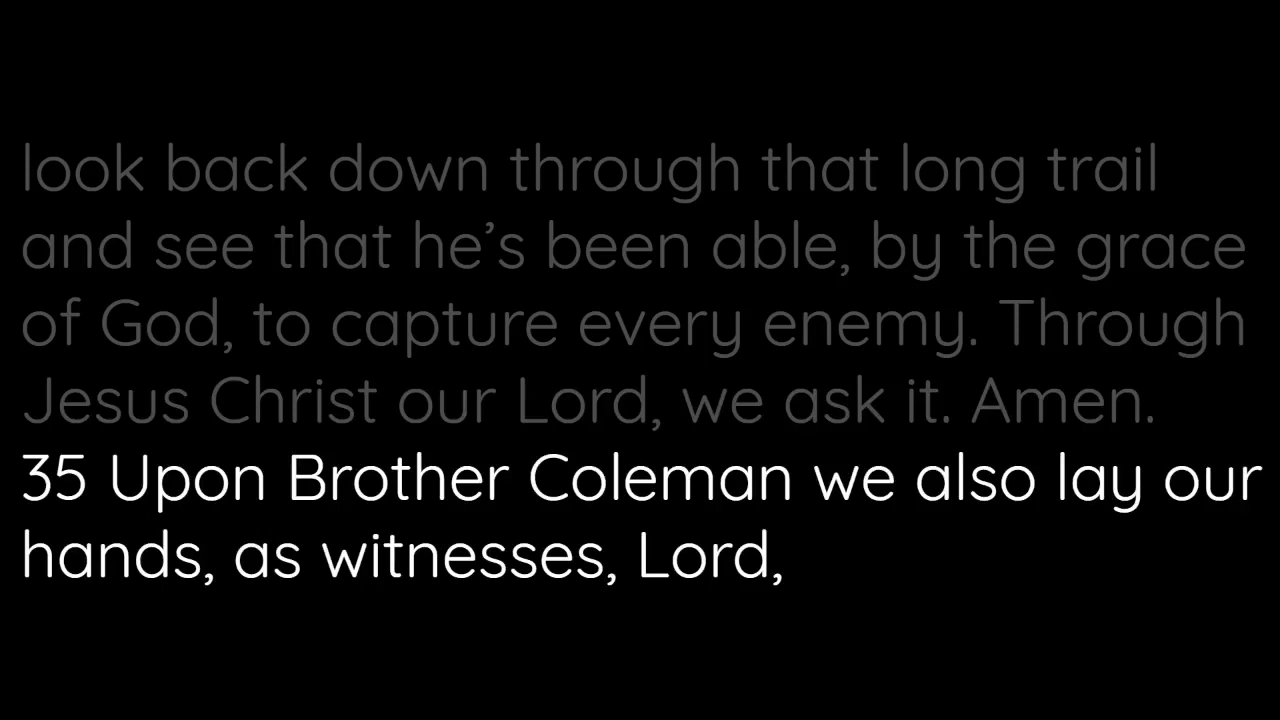 look back down through that long trail
and see that he’s been able, by the grace
of God, to capture every enemy. Through
Jesus Christ our Lord, we ask it. Amen.
35 Upon Brother Coleman we also lay our
hands, as witnesses, Lord,